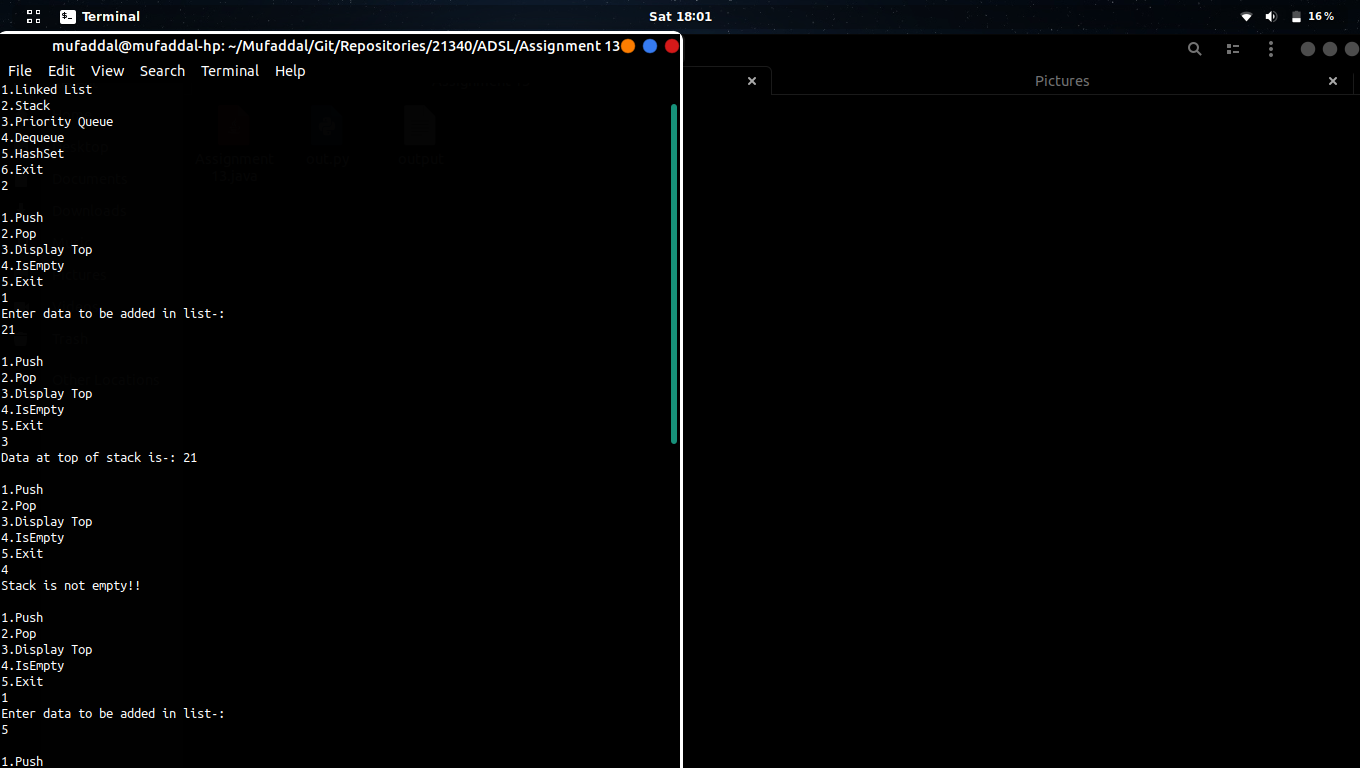 Terminal
Sat 18:01
16%
mufaddal@mufaddal-hp: ~/Mufaddal/Git/Repositories/21340/ADSL/Assignment 13
File Edit View Search Terminal Help
Pictures
1.Linked List
2.Stack
3.Priority Queue
4.Dequeue
5.HashSet
6.Exit
2
1.Push
2.Pop
3.Display Top
4.IsEmpty
5.Exit
1
Enter data to be added in list-:
21
1.Push
2.Pop
3.Display Top
4.IsEmpty
5.Exit
3
Data at top of stack is-: 21
1.Push
2.Pop
3.Display Top
4.IsEmpty
5.Exit
4
Stack is not empty!!
1.Push
2.Pop
3.Display Top
4.IsEmpty
5.Exit
1
Enter data to be added in list-:
5
1.Push